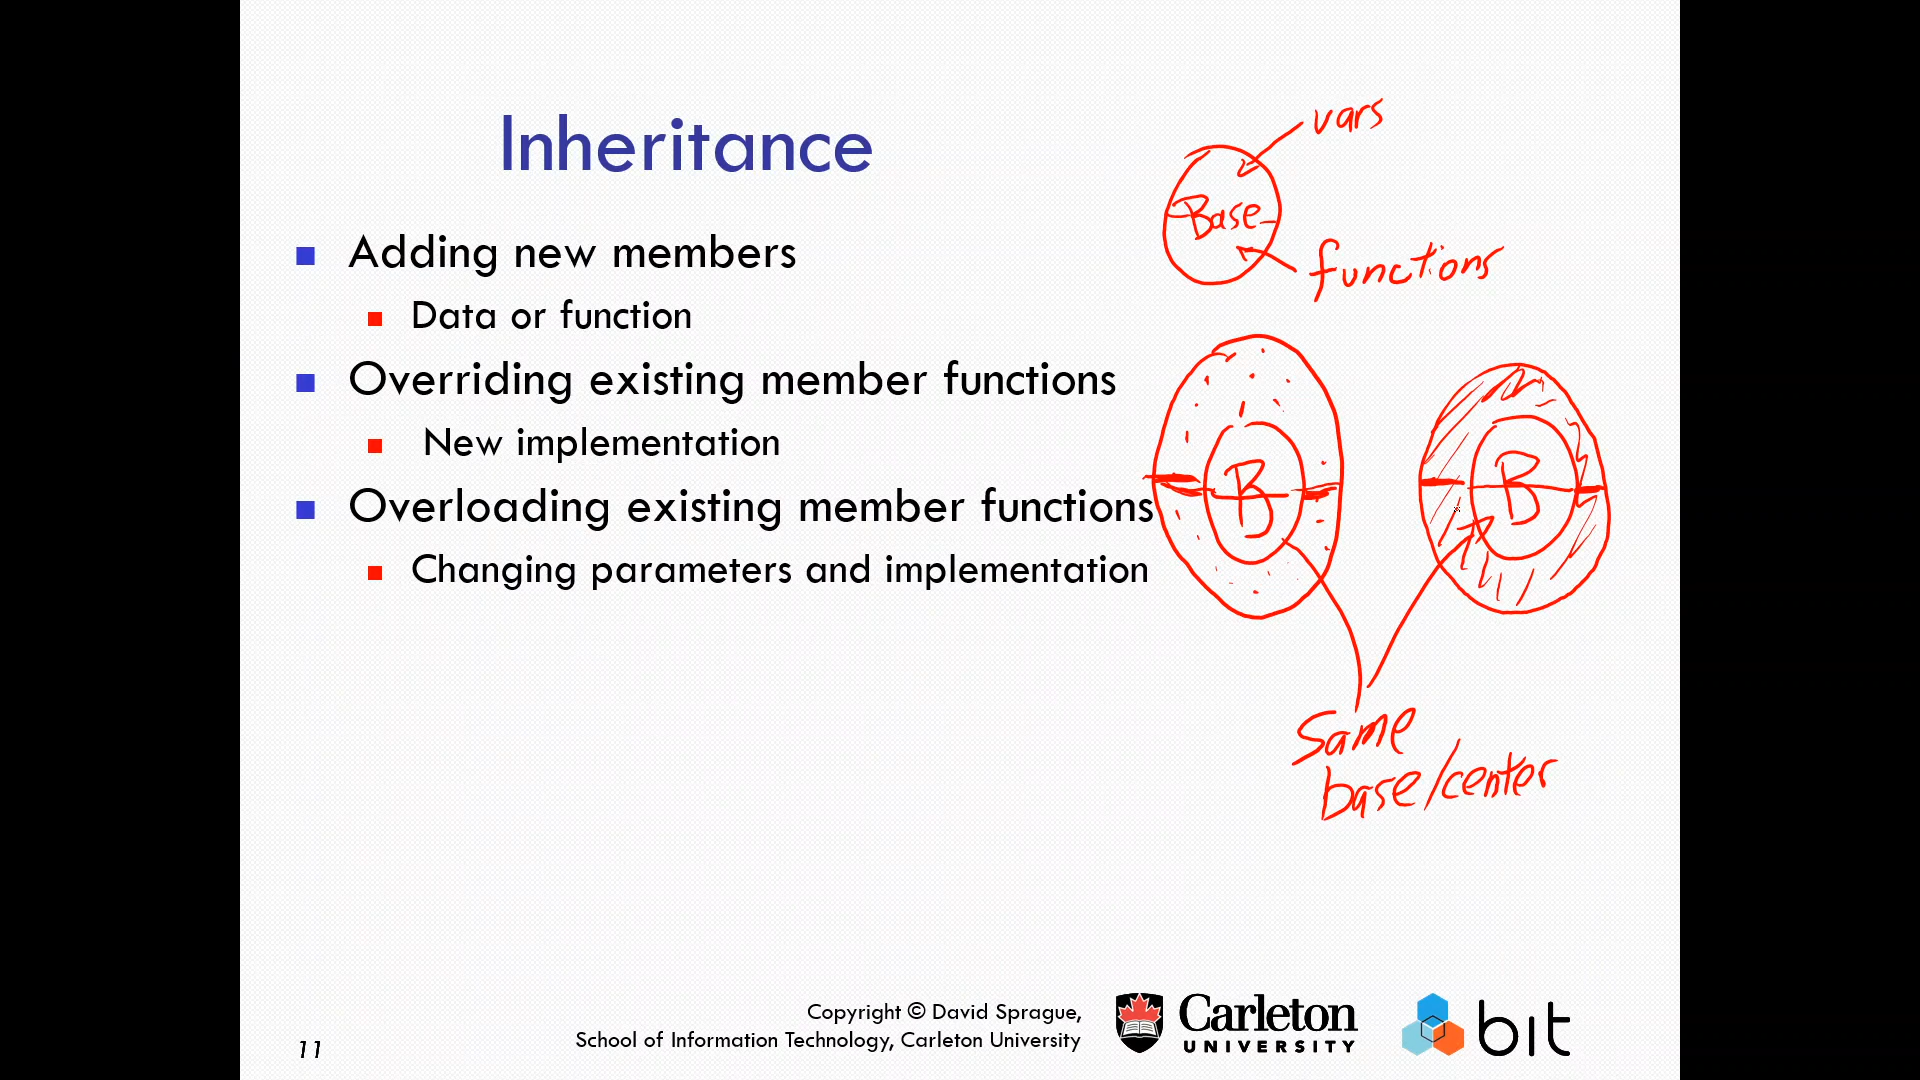 Inheritance
Adding new members
Data or function
Overriding existing member functions
New implementation
Overloading existing member functions
Changing parameters and implementation
vars
Base
functions
B
B
Same
base/center
Copyright © David Sprague,
School of Information Technology, Carleton University
Carleton
UNIVERSITY
bit
11